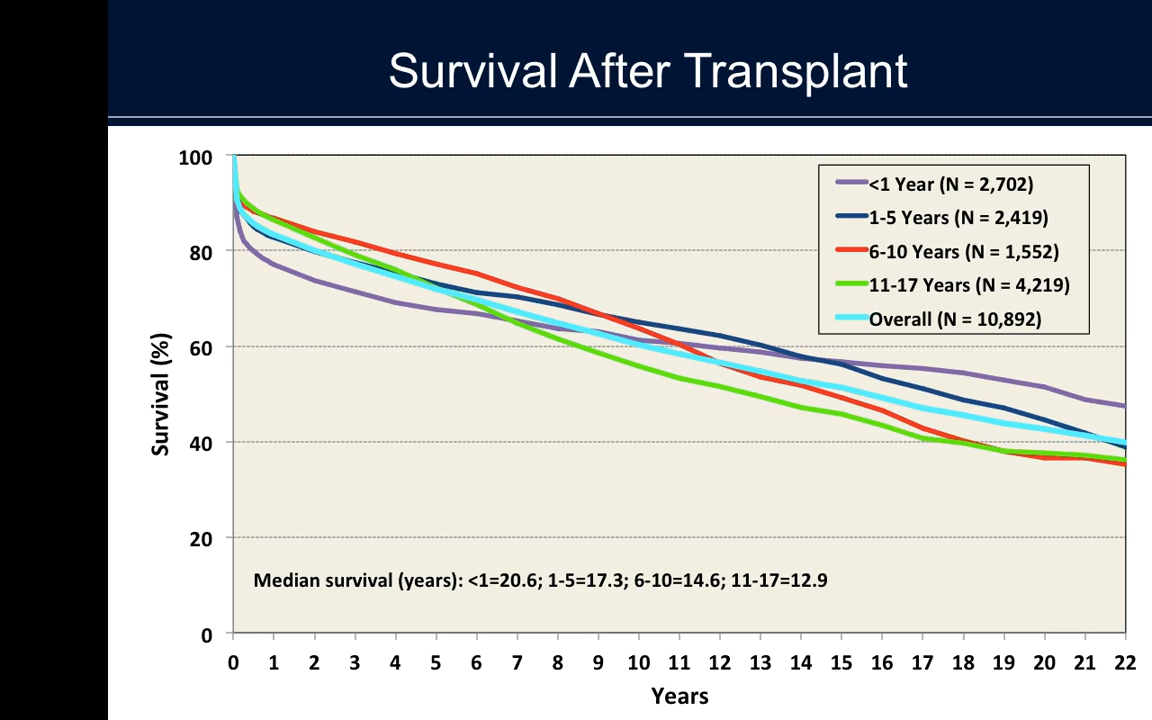 Survival After Transplant
100
80
60
40
20
0
Survival (%)
<1 Year (N = 2,702)
1-5 Years (N = 2,419)
6-10 Years (N = 1,552)
11-17 Years (N = 4,219)
Overall (N = 10,892)
Median survival (years): <1=20.6; 1-5=17.3; 6-10=14.6; 11-17=12.9
0 1 2 3 4 5 6 7 8 9 10 11 12 13 14 15 16 17 18 19 20 21 22
Years